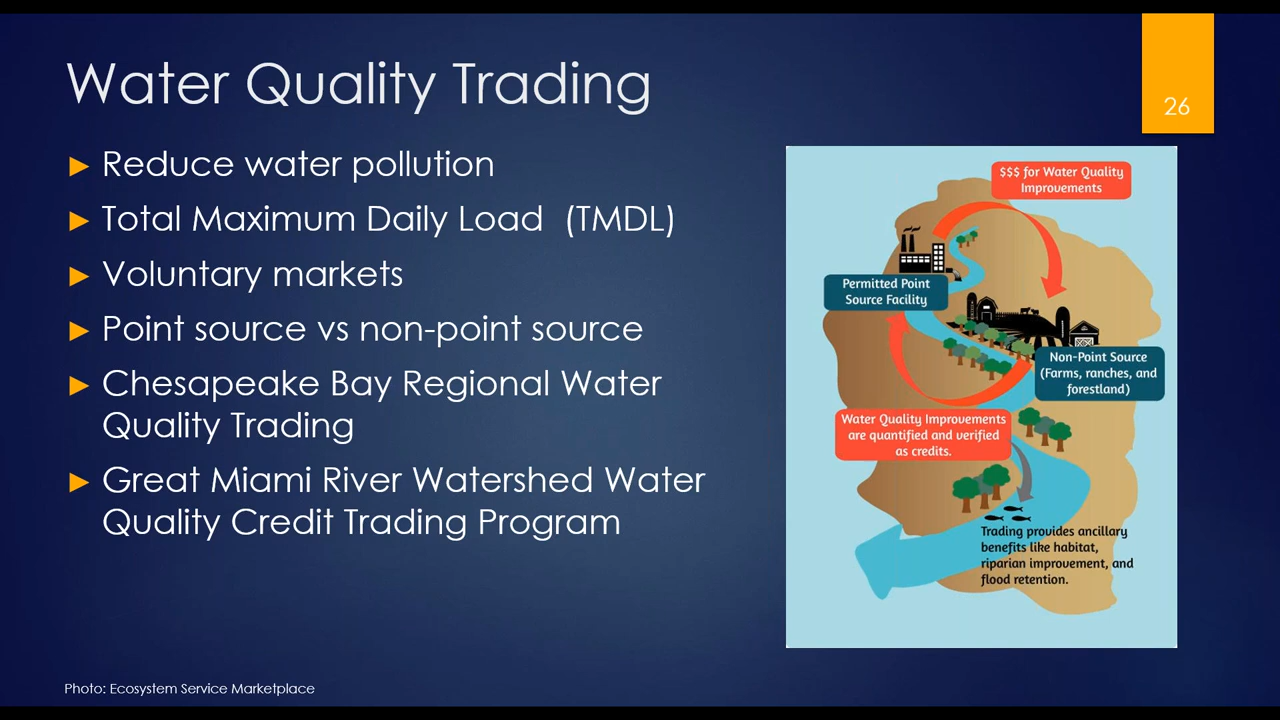 Water Quality Trading
26
► Reduce water pollution
► Total Maximum Daily Load (TMDL)
► Voluntary markets
► Point source vs non-point source
► Chesapeake Bay Regional Water
Quality Trading
► Great Miami River Watershed Water
Quality Credit Trading Program
$$$ for Water Quality
Improvements
Permitted Point
Source Facility
Non-Point Source
(Farms, ranches, and
forestland)
Water Quality Improvements
are quantified and verified
as credits.
Trading provides ancillary
benefits like habitat,
riparian improvement, and
flood retention.
Photo: Ecosystem Service Marketplace